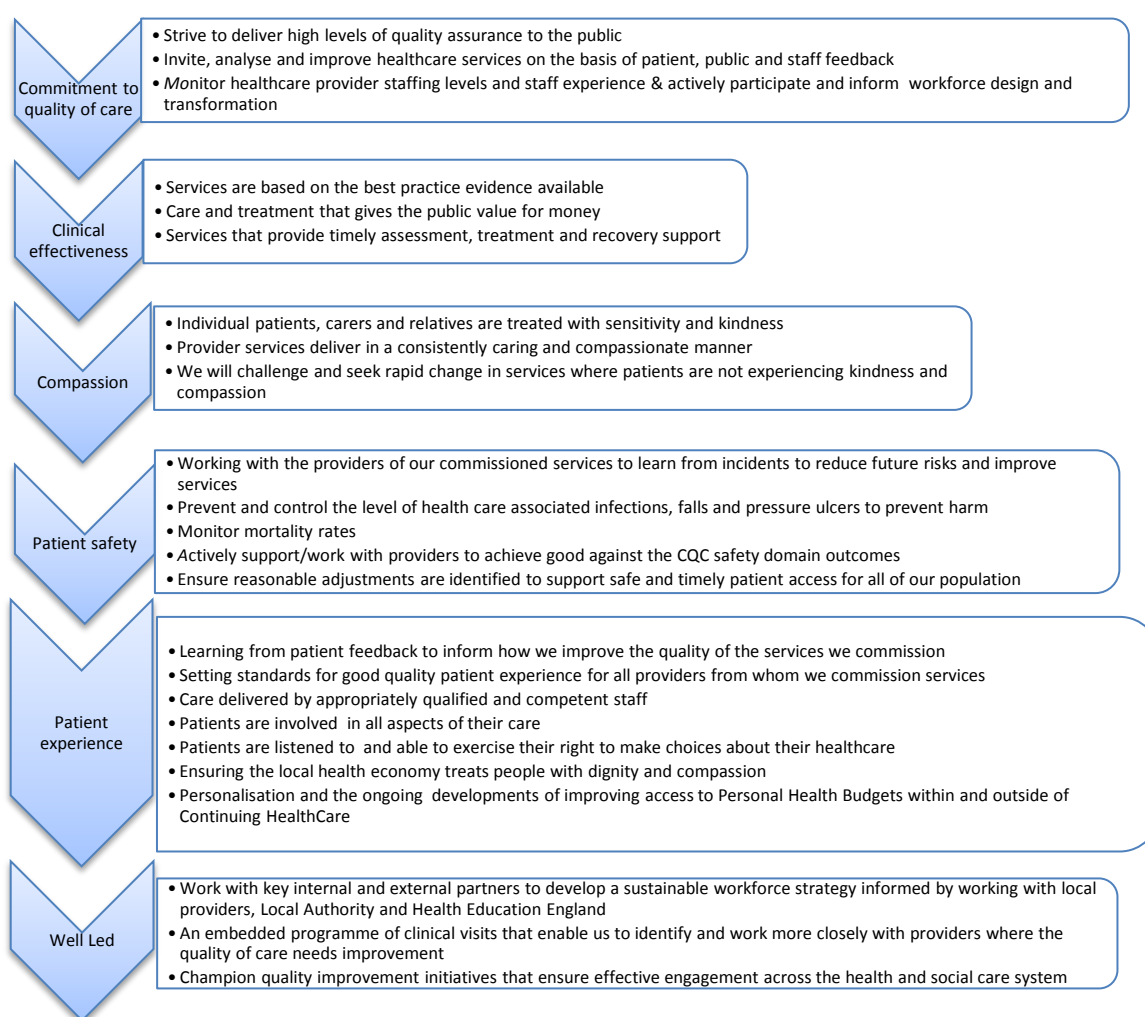 Commitment to
quality of care
• Strive to deliver high levels of quality assurance to the public
• Invite, analyse and improve healthcare services on the basis of patient, public and staff feedback
• Monitor healthcare provider staffing levels and staff experience & actively participate and inform workforce design and
transformation
Clinical
effectiveness
• Services are based on the best practice evidence available
• Care and treatment that gives the public value for money
• Services that provide timely assessment, treatment and recovery support
Compassion
• Individual patients, carers and relatives are treated with sensitivity and kindness
• Provider services deliver in a consistently caring and compassionate manner
• We will challenge and seek rapid change in services where patients are not experiencing kindness and
compassion
Patient safety
• Working with the providers of our commissioned services to learn from incidents to reduce future risks and improve
services
• Prevent and control the level of health care associated infections, falls and pressure ulcers to prevent harm
• Monitor mortality rates
• Actively support/work with providers to achieve good against the CQC safety domain outcomes
• Ensure reasonable adjustments are identified to support safe and timely patient access for all of our population
Patient
experience
• Learning from patient feedback to inform how we improve the quality of the services we commission
• Setting standards for good quality patient experience for all providers from whom we commission services
• Care delivered by appropriately qualified and competent staff
• Patients are involved in all aspects of their care
• Patients are listened to and able to exercise their right to make choices about their healthcare
• Ensuring the local health economy treats people with dignity and compassion
• Personalisation and the ongoing developments of improving access to Personal Health Budgets within and outside of
Continuing HealthCare
Well Led
• Work with key internal and external partners to develop a sustainable workforce strategy informed by working with local
providers, Local Authority and Health Education England
• An embedded programme of clinical visits that enable us to identify and work more closely with providers where the
quality of care needs improvement
• Champion quality improvement initiatives that ensure effective engagement across the health and social care system